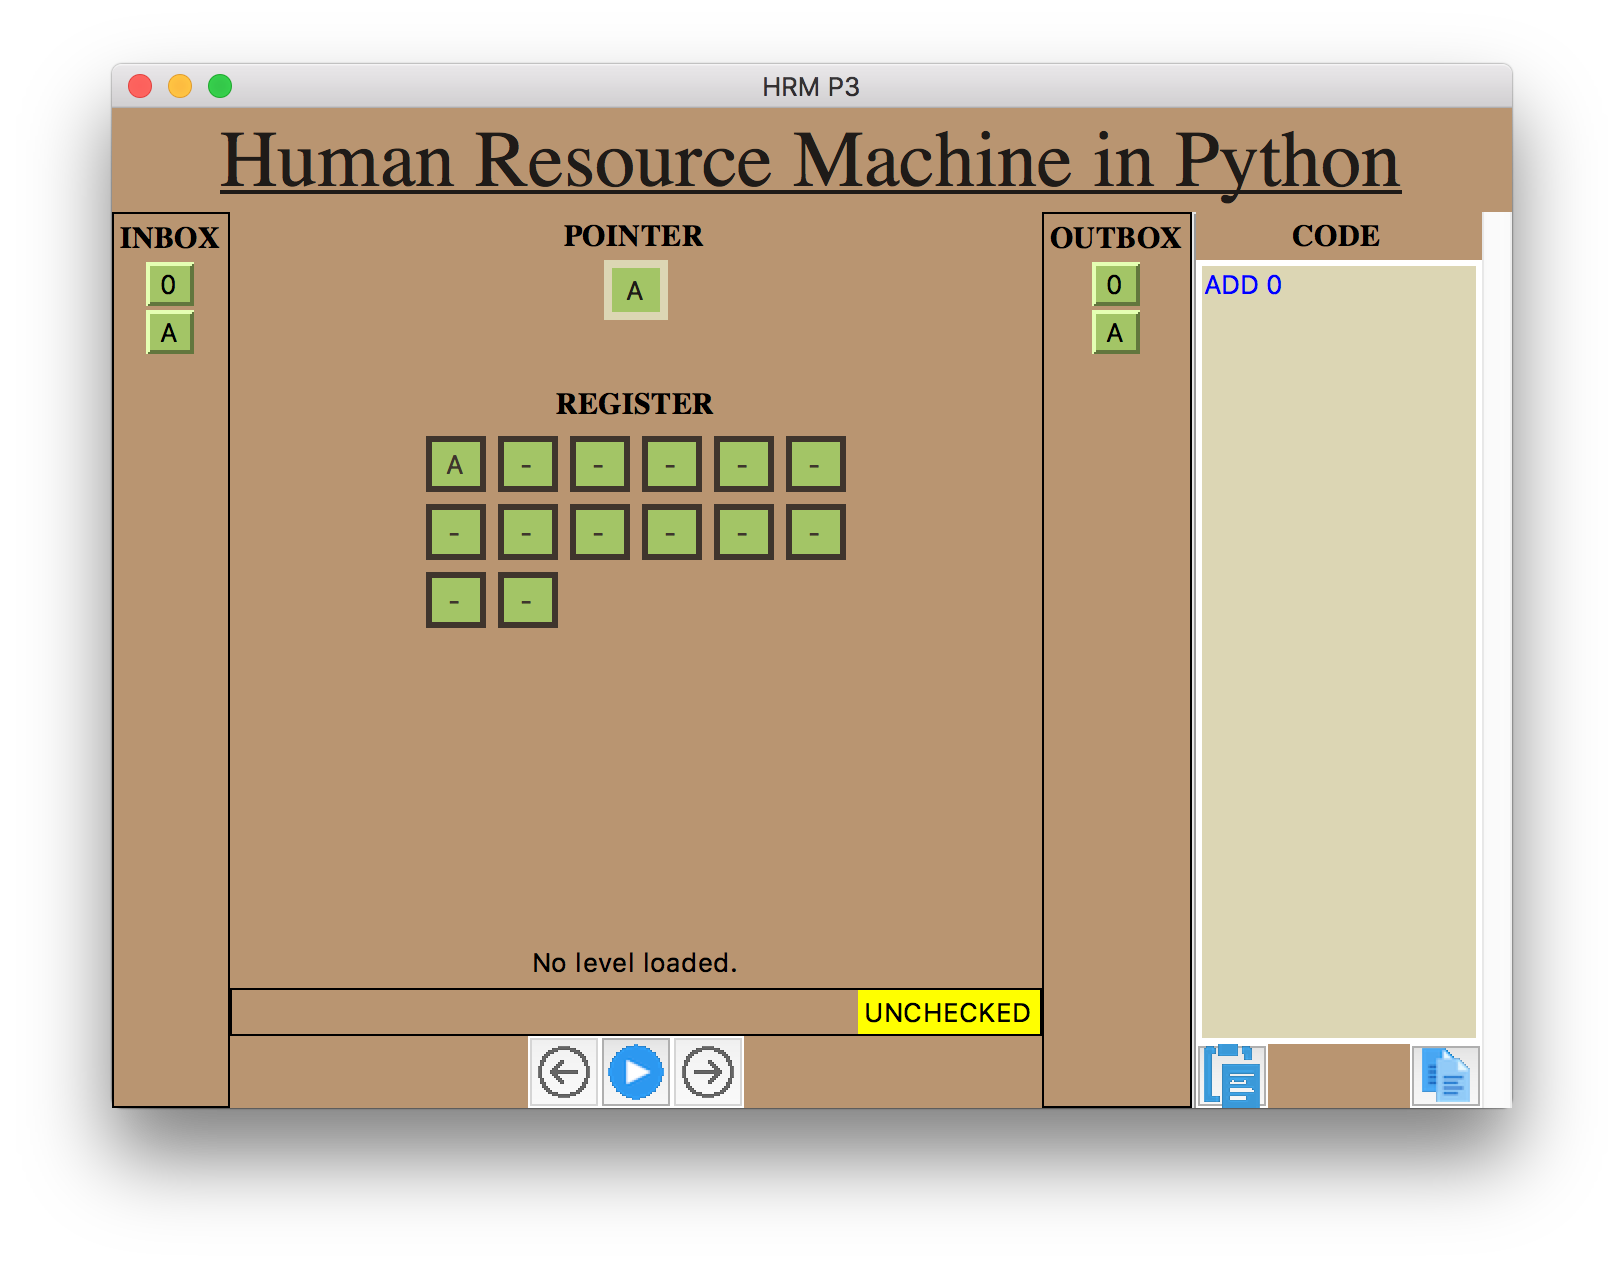 HRM P3
Human Resource Machine in Python
INBOX
0
A
POINTER
A
REGISTER
A - - - - -
- - - - - -
- -
No level loaded.
UNCHECKED
OUTBOX
0
A
CODE
ADD 0